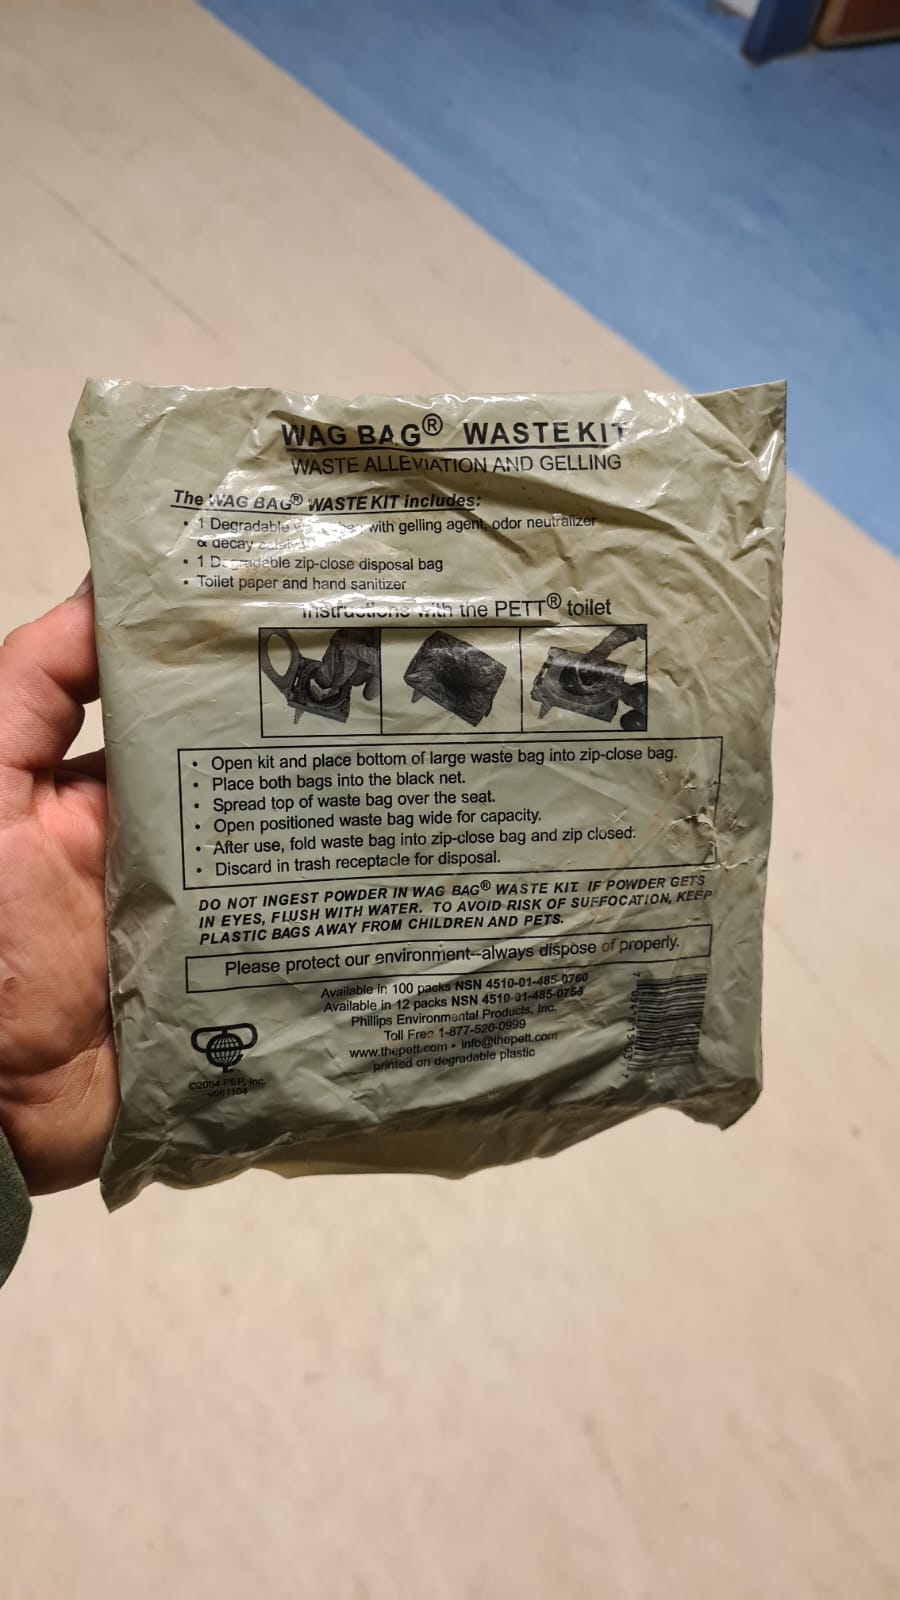 WAG BAG® WASTE KIT
WASTE ALLEVIATION AND GELLING
The WAG BAG® WASTE KIT includes:
• 1 Degradable with gelling agent, odor neutralizer
& decay
• 1 Degradable zip-close disposal bag
• Toilet paper and hand sanitizer
Instructions with the PETT® toilet
• Open kit and place bottom of large waste bag into zip-close bag.
• Place both bags into the black net.
• Spread top of waste bag over the seat.
• Open positioned waste bag wide for capacity.
• After use, fold waste bag into zip-close bag and zip closed.
• Discard in trash receptacle for disposal.
DO NOT INGEST POWDER IN WAG BAG® WASTE KIT. IF POWDER GETS
IN EYES, FLUSH WITH WATER. TO AVOID RISK OF SUFFOCATION, KEEP
PLASTIC BAGS AWAY FROM CHILDREN AND PETS.
Please protect our environment--always dispose of properly.
Available in 100 packs NSN 4510-01-485-0760
Available in 12 packs NSN 4510-01-485-0758
Phillips Environmental Products, Inc.
Toll Free 1-877-520-0999
www.thepett.com • info@thepett.com
printed on degradable plastic
©2004 PEP, Inc.